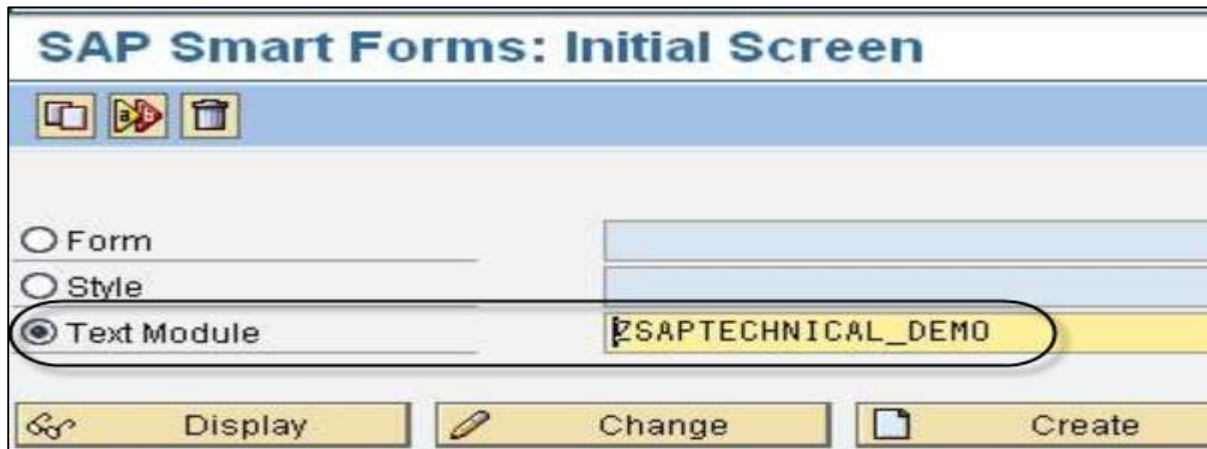 SAP Smart Forms: Initial Screen
Form
Style
Text Module ZSAPTECHNICAL_DEMO
Display Change Create